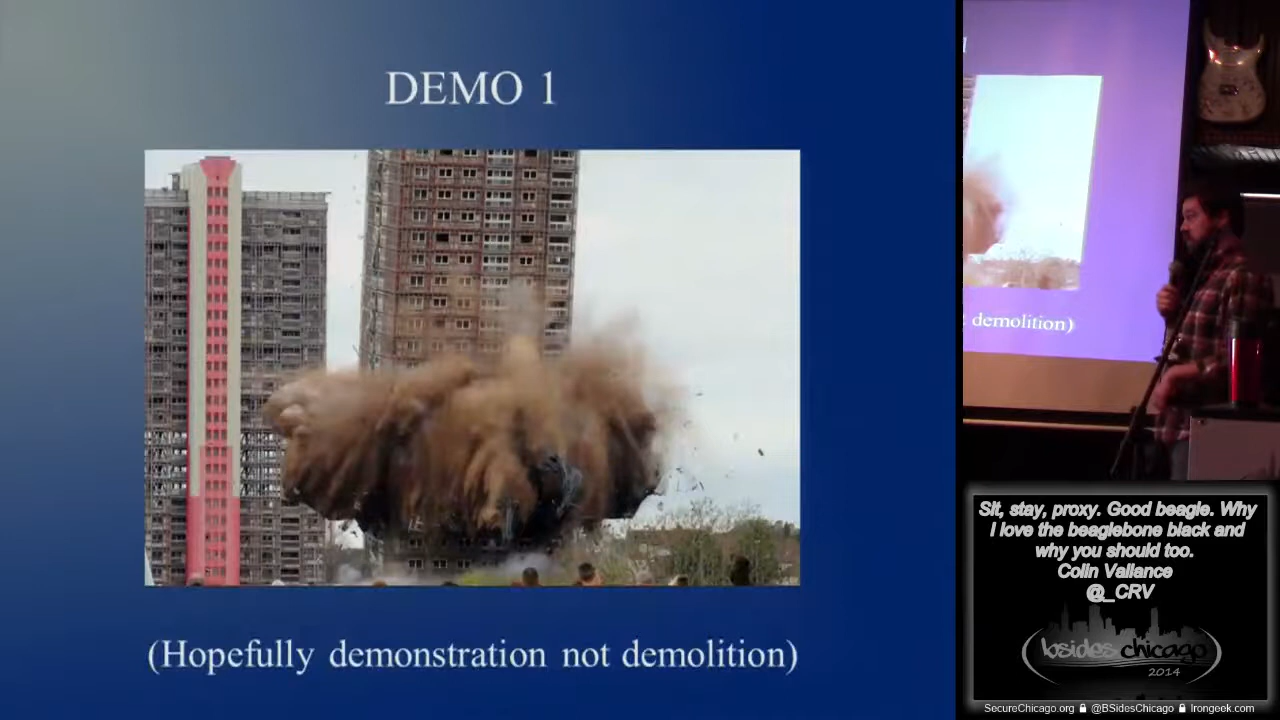 DEMO 1
(Hopefully demonstration not demolition)
demolition)
Sit, stay, proxy. Good beagle. Why
I love the beaglebone black and
why you should too.
Colin Vallance
@_CRV
bsides chicago
2014
SecureChicago.org @BSidesChicago Irongeek.com